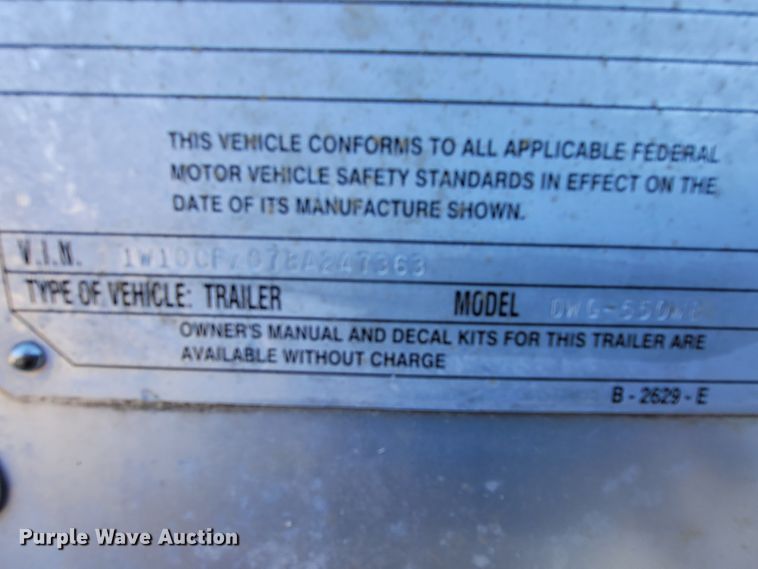 THIS VEHICLE CONFORMS TO ALL APPLICABLE FEDERAL
MOTOR VEHICLE SAFETY STANDARDS IN EFFECT ON THE
DATE OF ITS MANUFACTURE SHOWN.
V.I.N.
TYPE OF VEHICLE: TRAILER MODEL
OWNER'S MANUAL AND DECAL KITS FOR THIS TRAILER ARE
AVAILABLE WITHOUT CHARGE
B - 2629 - E
Purple Wave Auction